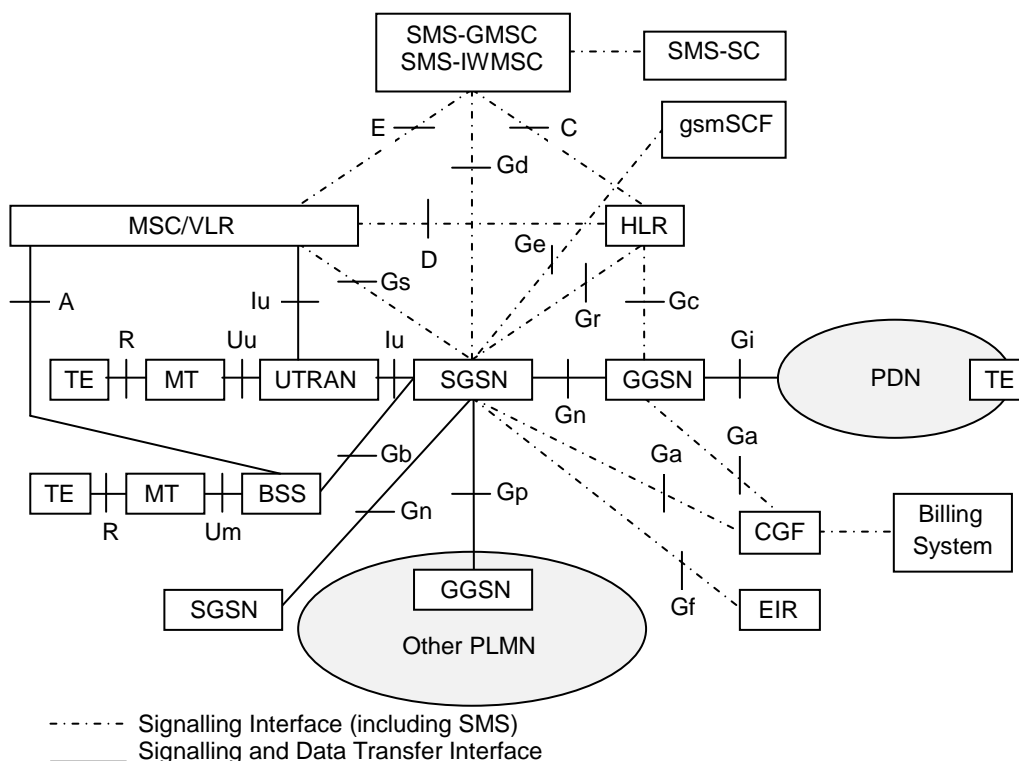 SMS-GMSC
SMS-IWMSC
SMS-SC
gsmSCF
E
C
Gd
MSC/VLR
HLR
D
Ge
Gs
A
Iu
Gr
Gc
R
Uu
Iu
Gi
TE
MT
UTRAN
SGSN
GGSN
PDN
TE
Gn
Gb
Ga
Ga
TE
MT
BSS
Gp
Gn
R
Um
CGF
Billing
System
SGSN
GGSN
Gf
EIR
Other PLMN
Signalling Interface (including SMS)
Signalling and Data Transfer Interface